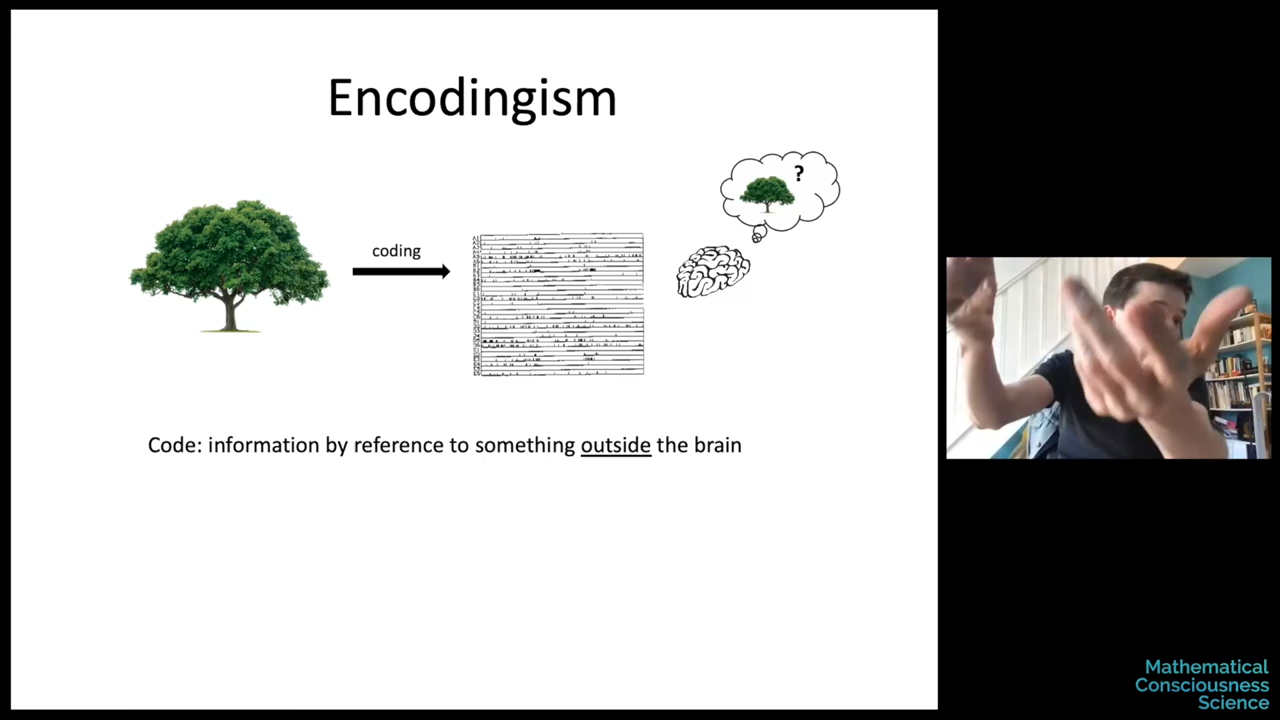 Encodingism
?
coding
Code: information by reference to something outside the brain
Mathematical
Consciousness
Science